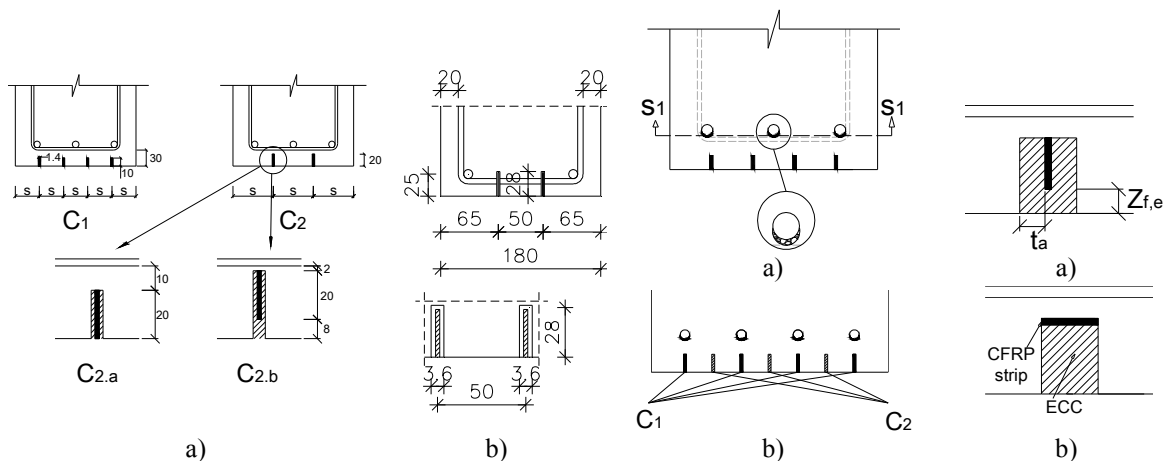 1.4
30
10
s s s s s
C1
20
s s s
C2
10
20
C2.a
2
20
8
C2.b
a)
20 20
25
28
65 50 65
180
28
3,6 3,6
50
b)
S1 S1
a)
C1 C2
b)
Zf,e
ta
a)
CFRP
strip
ECC
b)